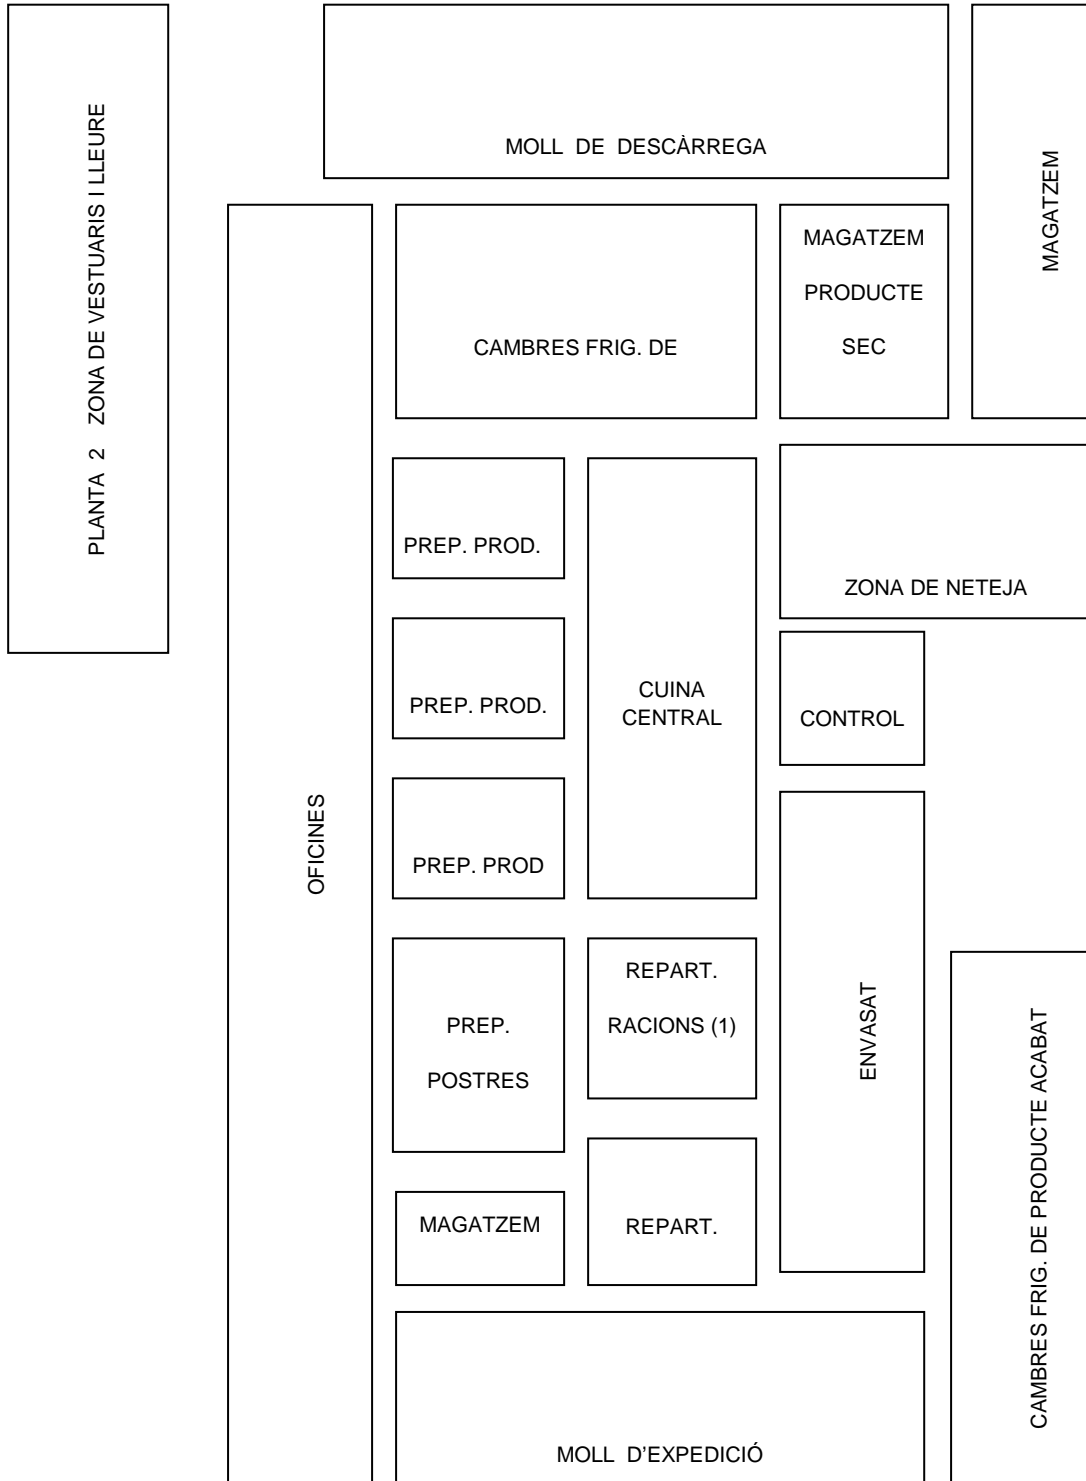 PLANTA 2 ZONA DE VESTUARIS I LLEURE
MOLL DE DESCÀRREGA
MAGATZEM
OFICINES
CAMBRES FRIG. DE
MAGATZEM
PRODUCTE
SEC
PREP. PROD.
PREP. PROD.
PREP. PROD
CUINA
CENTRAL
ZONA DE NETEJA
CONTROL
PREP.
POSTRES
REPART.
RACIONS (1)
ENVASAT
CAMBRES FRIG. DE PRODUCTE ACABAT
MAGATZEM
REPART.
MOLL D'EXPEDICIÓ